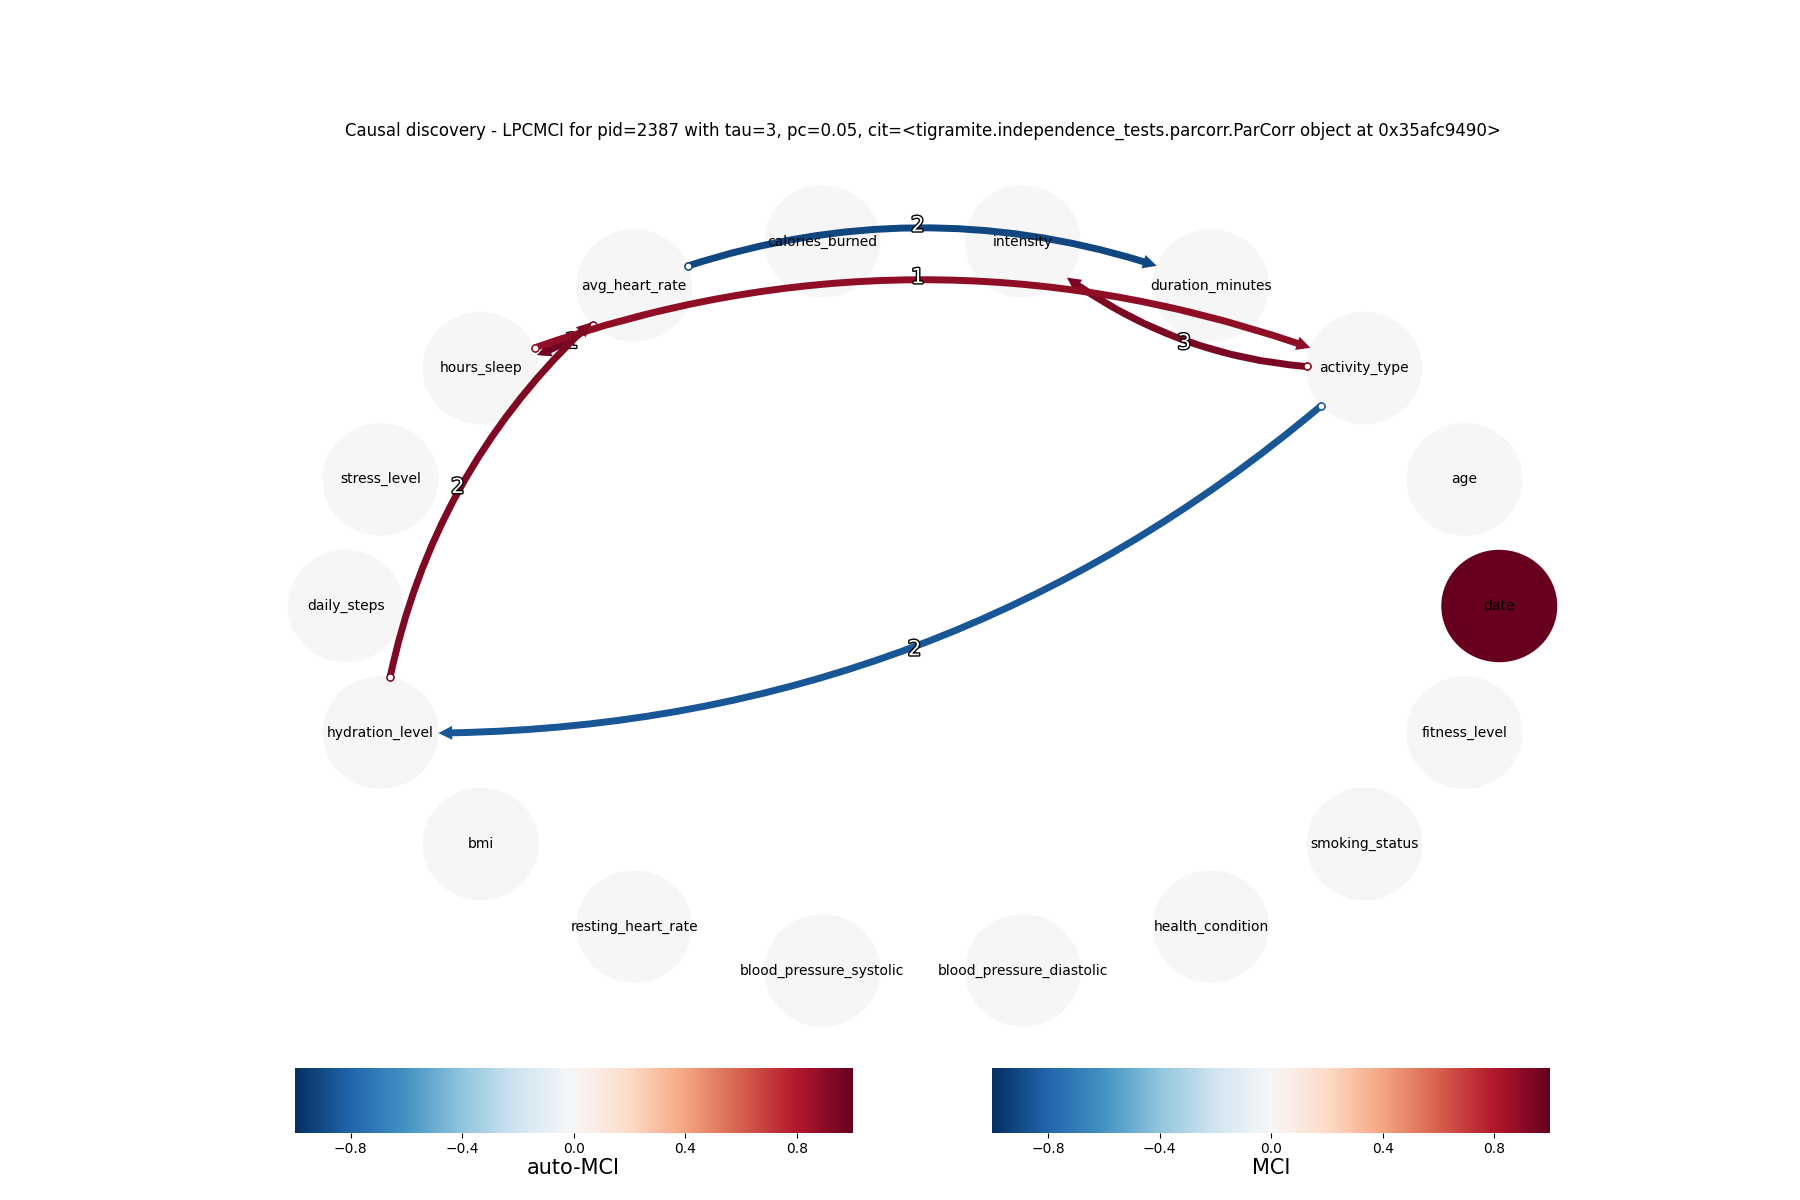 Causal discovery - LPCMCI for pid=2387 with tau=3, pc=0.05, cit=<tigramite.independence_tests.parcorr.ParCorr object at 0x35afc9490>
2
calories_burned
intensity
1
avg_heart_rate
duration_minutes
3
hours_sleep
activity_type
stress_level
2
age
daily_steps
date
2
hydration_level
fitness_level
bmi
smoking_status
resting_heart_rate
health_condition
blood_pressure_systolic
blood_pressure_diastolic
−0.8 −0.4 0.0 0.4 0.8
auto-MCI
−0.8 −0.4 0.0 0.4 0.8
MCI